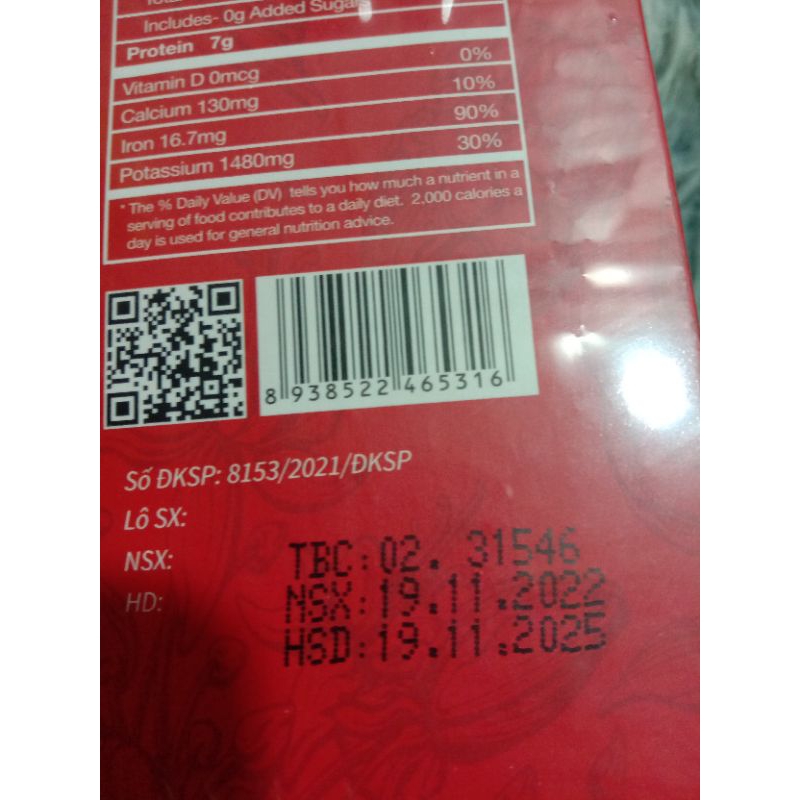 Includes- 0g Added Sugars
Protein 7g
Vitamin D 0mcg 0%
Calcium 130mg 10%
Iron 16.7mg 90%
Potassium 1480mg 30%
* The % Daily Value (DV) tells you how much a nutrient in a
serving of food contributes to a daily diet. 2.000 calories a
day is used for general nutrition advice.
8 938522 465316
Số ĐKSP: 8153/2021/ĐKSP
Lô SX:
NSX:
HD:
TBC:02. 31546
NSX:19.11.2022
HSD:19.11.2025